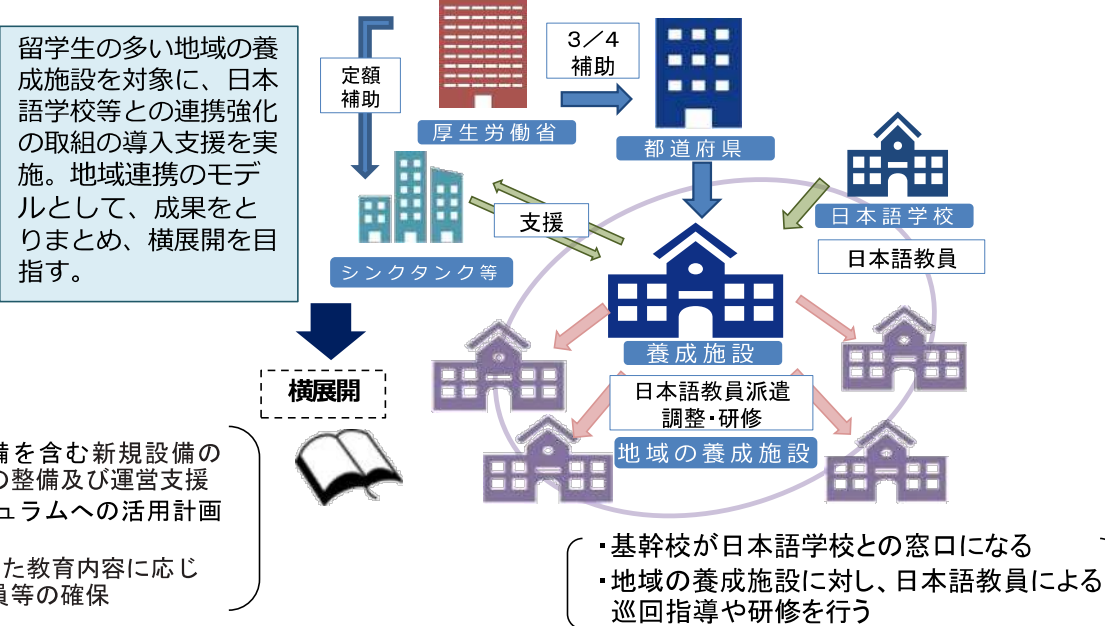 留学生の多い地域の養
成施設を対象に、日本
語学校等との連携強化
の取組の導入支援を実
施。地域連携のモデ
ルとして、成果をと
りまとめ、横展開を目
指す。
定額
補助
厚生労働省
3/4
補助
都道府県
日本語学校
日本語教員
支援
シンクタンク等
養成施設
日本語教員派遣
調整・研修
地域の養成施設
横展開
備を含む新規設備の
の整備及び運営支援
ュラムへの活用計画
た教育内容に応じ
員等の確保
・基幹校が日本語学校との窓口になる
・地域の養成施設に対し、日本語教員による
巡回指導や研修を行う